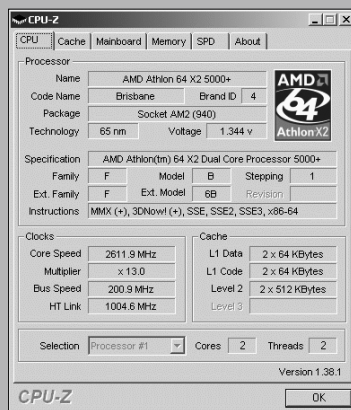 CPU-Z
CPU Cache Mainboard Memory SPD About
Processor
Name AMD Athlon 64 X2 5000+
Code Name Brisbane Brand ID 4
Package Socket AM2 (940)
Technology 65 nm Voltage 1.344 v
AMD
64
Athlon X2
Specification AMD Athlon(tm) 64 X2 Dual Core Processor 5000+
Family F Model B Stepping 1
Ext. Family F Ext. Model 6B Revision
Instructions MMX (+), 3DNow! (+), SSE, SSE2, SSE3, x86-64
Clocks
Core Speed 2611.9 MHz
Multiplier x 13.0
Bus Speed 200.9 MHz
HT Link 1004.6 MHz
Cache
L1 Data 2 x 64 KBytes
L1 Code 2 x 64 KBytes
Level 2 2 x 512 KBytes
Level 3
Selection Processor #1 Cores 2 Threads 2
Version 1.38.1
CPU-Z OK